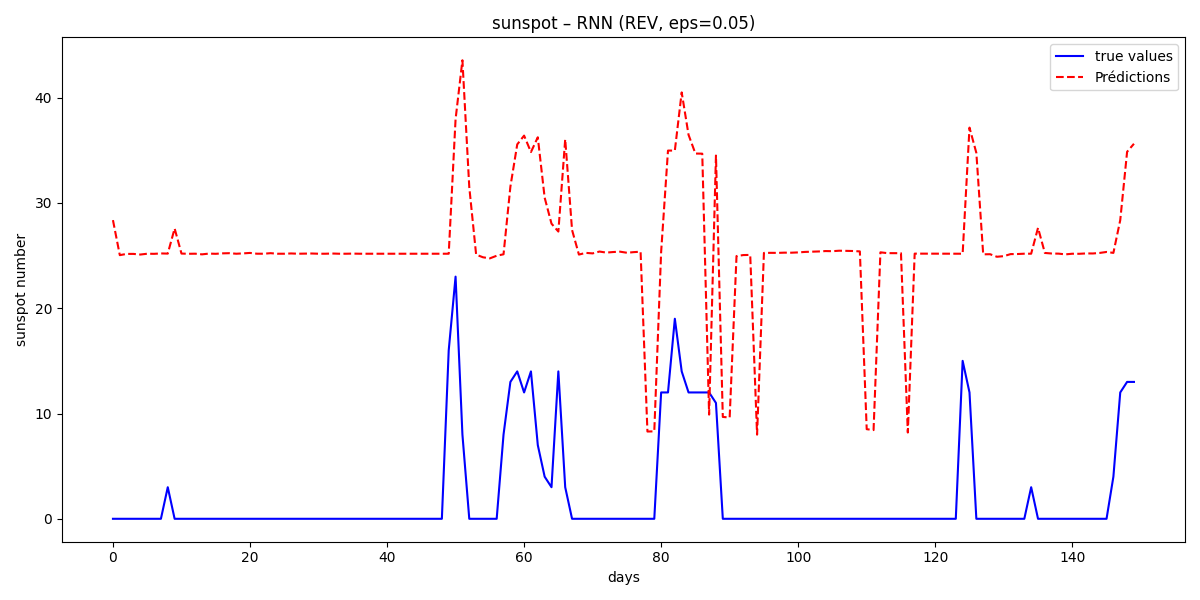 sunspot – RNN (REV, eps=0.05)
true values
Prédictions
sunspot number
40
30
20
10
0
0 20 40 60 80 100 120 140
days